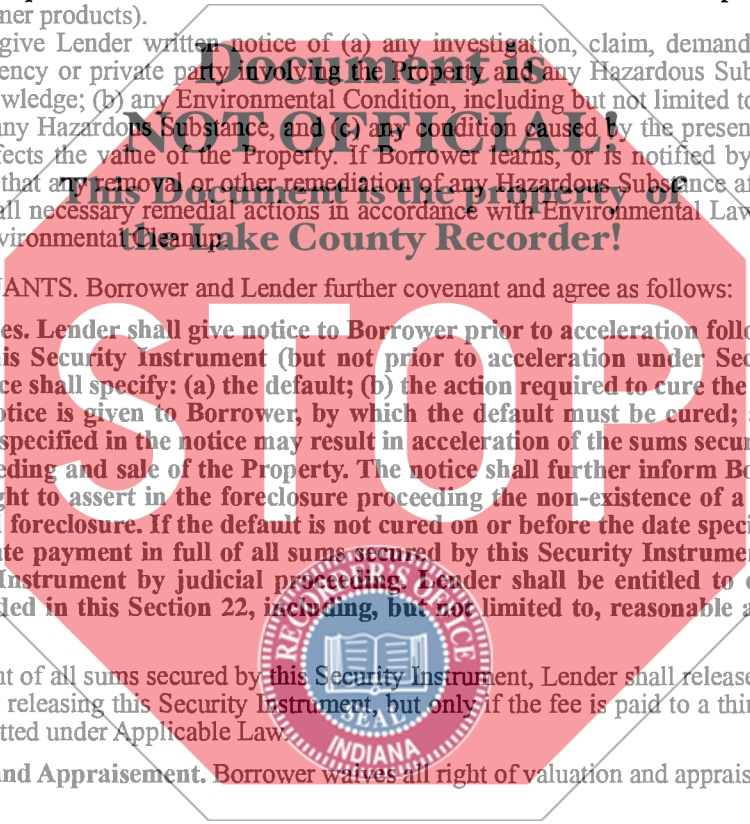 ner products).
give Lender written notice of (a) any investigation, claim, demand
ency or private party involving the Property and any Hazardous Sub
wledge; (b) any Environmental Condition, including but not limited to
any Hazardous Substance, and (c) any condition caused by the presen
fects the value of the Property. If Borrower learns, or is notified by
that any removal or other remediation of any Hazardous Substance af
all necessary remedial actions in accordance with Environmental Law
vironmental Cleanup.
Document is
NOT OFFICIAL!
This Document is the property of
the Lake County Recorder!
ANTS. Borrower and Lender further covenant and agree as follows:
es. Lender shall give notice to Borrower prior to acceleration follo
is Security Instrument (but not prior to acceleration under Sec
ce shall specify: (a) the default; (b) the action required to cure the
otice is given to Borrower, by which the default must be cured;
specified in the notice may result in acceleration of the sums secur
eding and sale of the Property. The notice shall further inform Bo
ght to assert in the foreclosure proceeding the non-existence of a
l foreclosure. If the default is not cured on or before the date speci
te payment in full of all sums secured by this Security Instrumen
Instrument by judicial proceeding. Lender shall be entitled to c
ded in this Section 22, including, but not limited to, reasonable a
STOP
RECORDER'S OFFICE
SEAL
INDIANA
nt of all sums secured by this Security Instrument, Lender shall release
releasing this Security Instrument, but only if the fee is paid to a thi
tted under Applicable Law.
nd Appraisement. Borrower waives all right of valuation and apprais